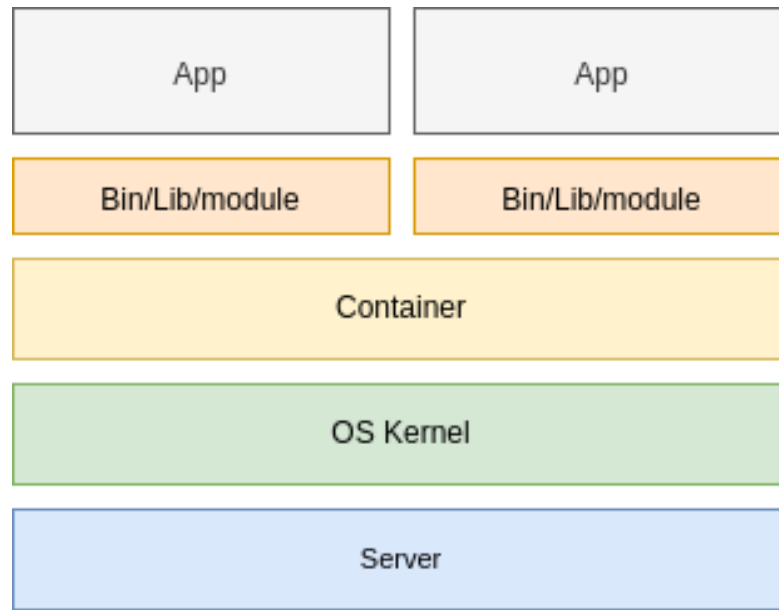 App
App
Bin/Lib/module
Bin/Lib/module
Container
OS Kernel
Server